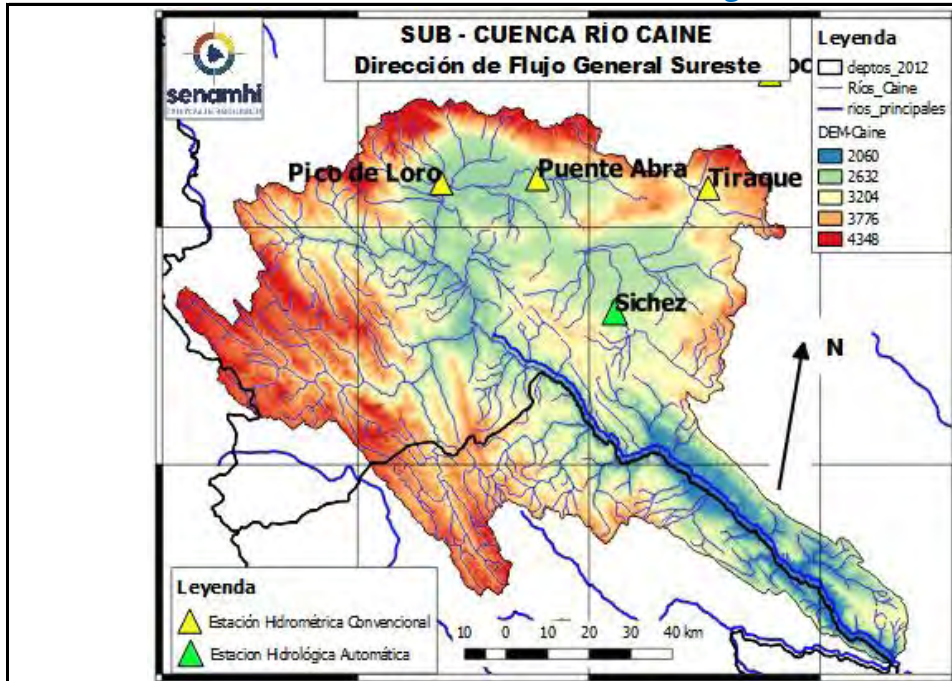 SUB - CUENCA RÍO CAINE
Dirección de Flujo General Sureste
senamhi
Leyenda
deptos_2012
Ríos_Caine
rios_principales
DEM-Caine
2060
2632
3204
3776
4348
Pico de Loro
Puente Abra
Tiraque
Sichez
N
Leyenda
Estación Hidrométrica Convencional
Estacion Hidrológica Automática
10 0 10 20 30 40 km